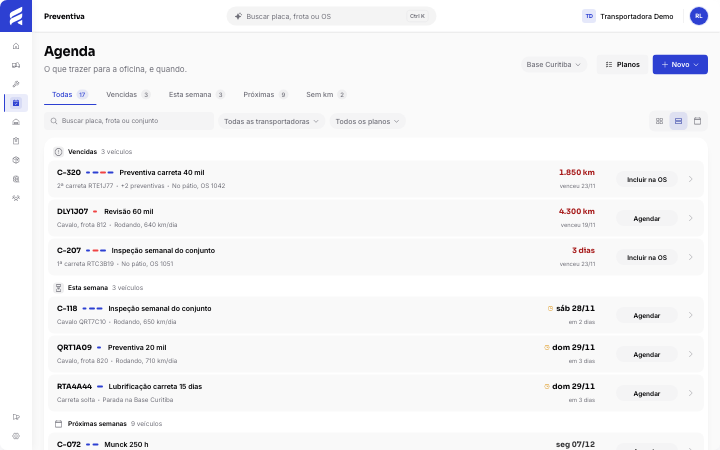 Preventiva
Buscar placa, frota ou OS
Ctrl K
TD
Transportadora Demo
RL
Agenda
O que trazer para a oficina, e quando.
Base Curitiba
Planos
Novo
Todas 17
Vencidas 3
Esta semana 3
Próximas 9
Sem km 2
Buscar placa, frota ou conjunto
Todas as transportadoras
Todos os planos
Vencidas 3 veículos
C-320 Preventiva carreta 40 mil
2ª carreta RTE1J77 · +2 preventivas · No pátio, OS 1042
1.850 km
venceu 23/11
Incluir na OS
DLY1J07 Revisão 60 mil
Cavalo, frota 812 · Rodando, 640 km/dia
4.300 km
venceu 19/11
Agendar
C-207 Inspeção semanal do conjunto
1ª carreta RTC3B19 · No pátio, OS 1051
3 dias
venceu 23/11
Incluir na OS
Esta semana 3 veículos
C-118 Inspeção semanal do conjunto
Cavalo QRT7C10 · Rodando, 650 km/dia
sáb 28/11
em 2 dias
Agendar
QRT1A09 Preventiva 20 mil
Cavalo, frota 820 · Rodando, 710 km/dia
dom 29/11
em 3 dias
Agendar
RTA4A44 Lubrificação carreta 15 dias
Carreta solta · Parada na Base Curitiba
dom 29/11
em 3 dias
Agendar
Próximas semanas 9 veículos
C-072 Munck 250 h
seg 07/12